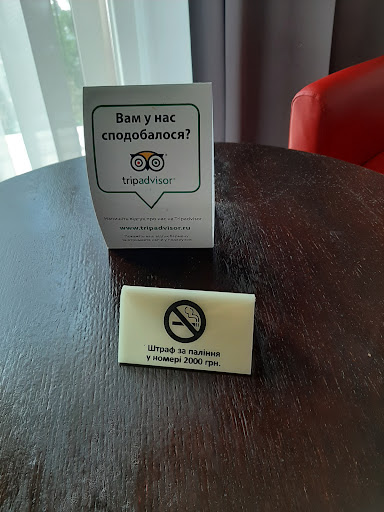 Вам у нас
сподобалося?
tripadvisor
www.tripadvisor.ru
Штраф за паління
у номері 2000 грн.